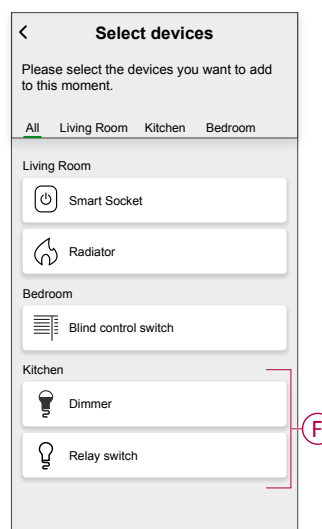 Select devices
Please select the devices you want to add
to this moment.
All Living Room Kitchen Bedroom
Living Room
Smart Socket
Radiator
Bedroom
Blind control switch
Kitchen
Dimmer
Relay switch
F